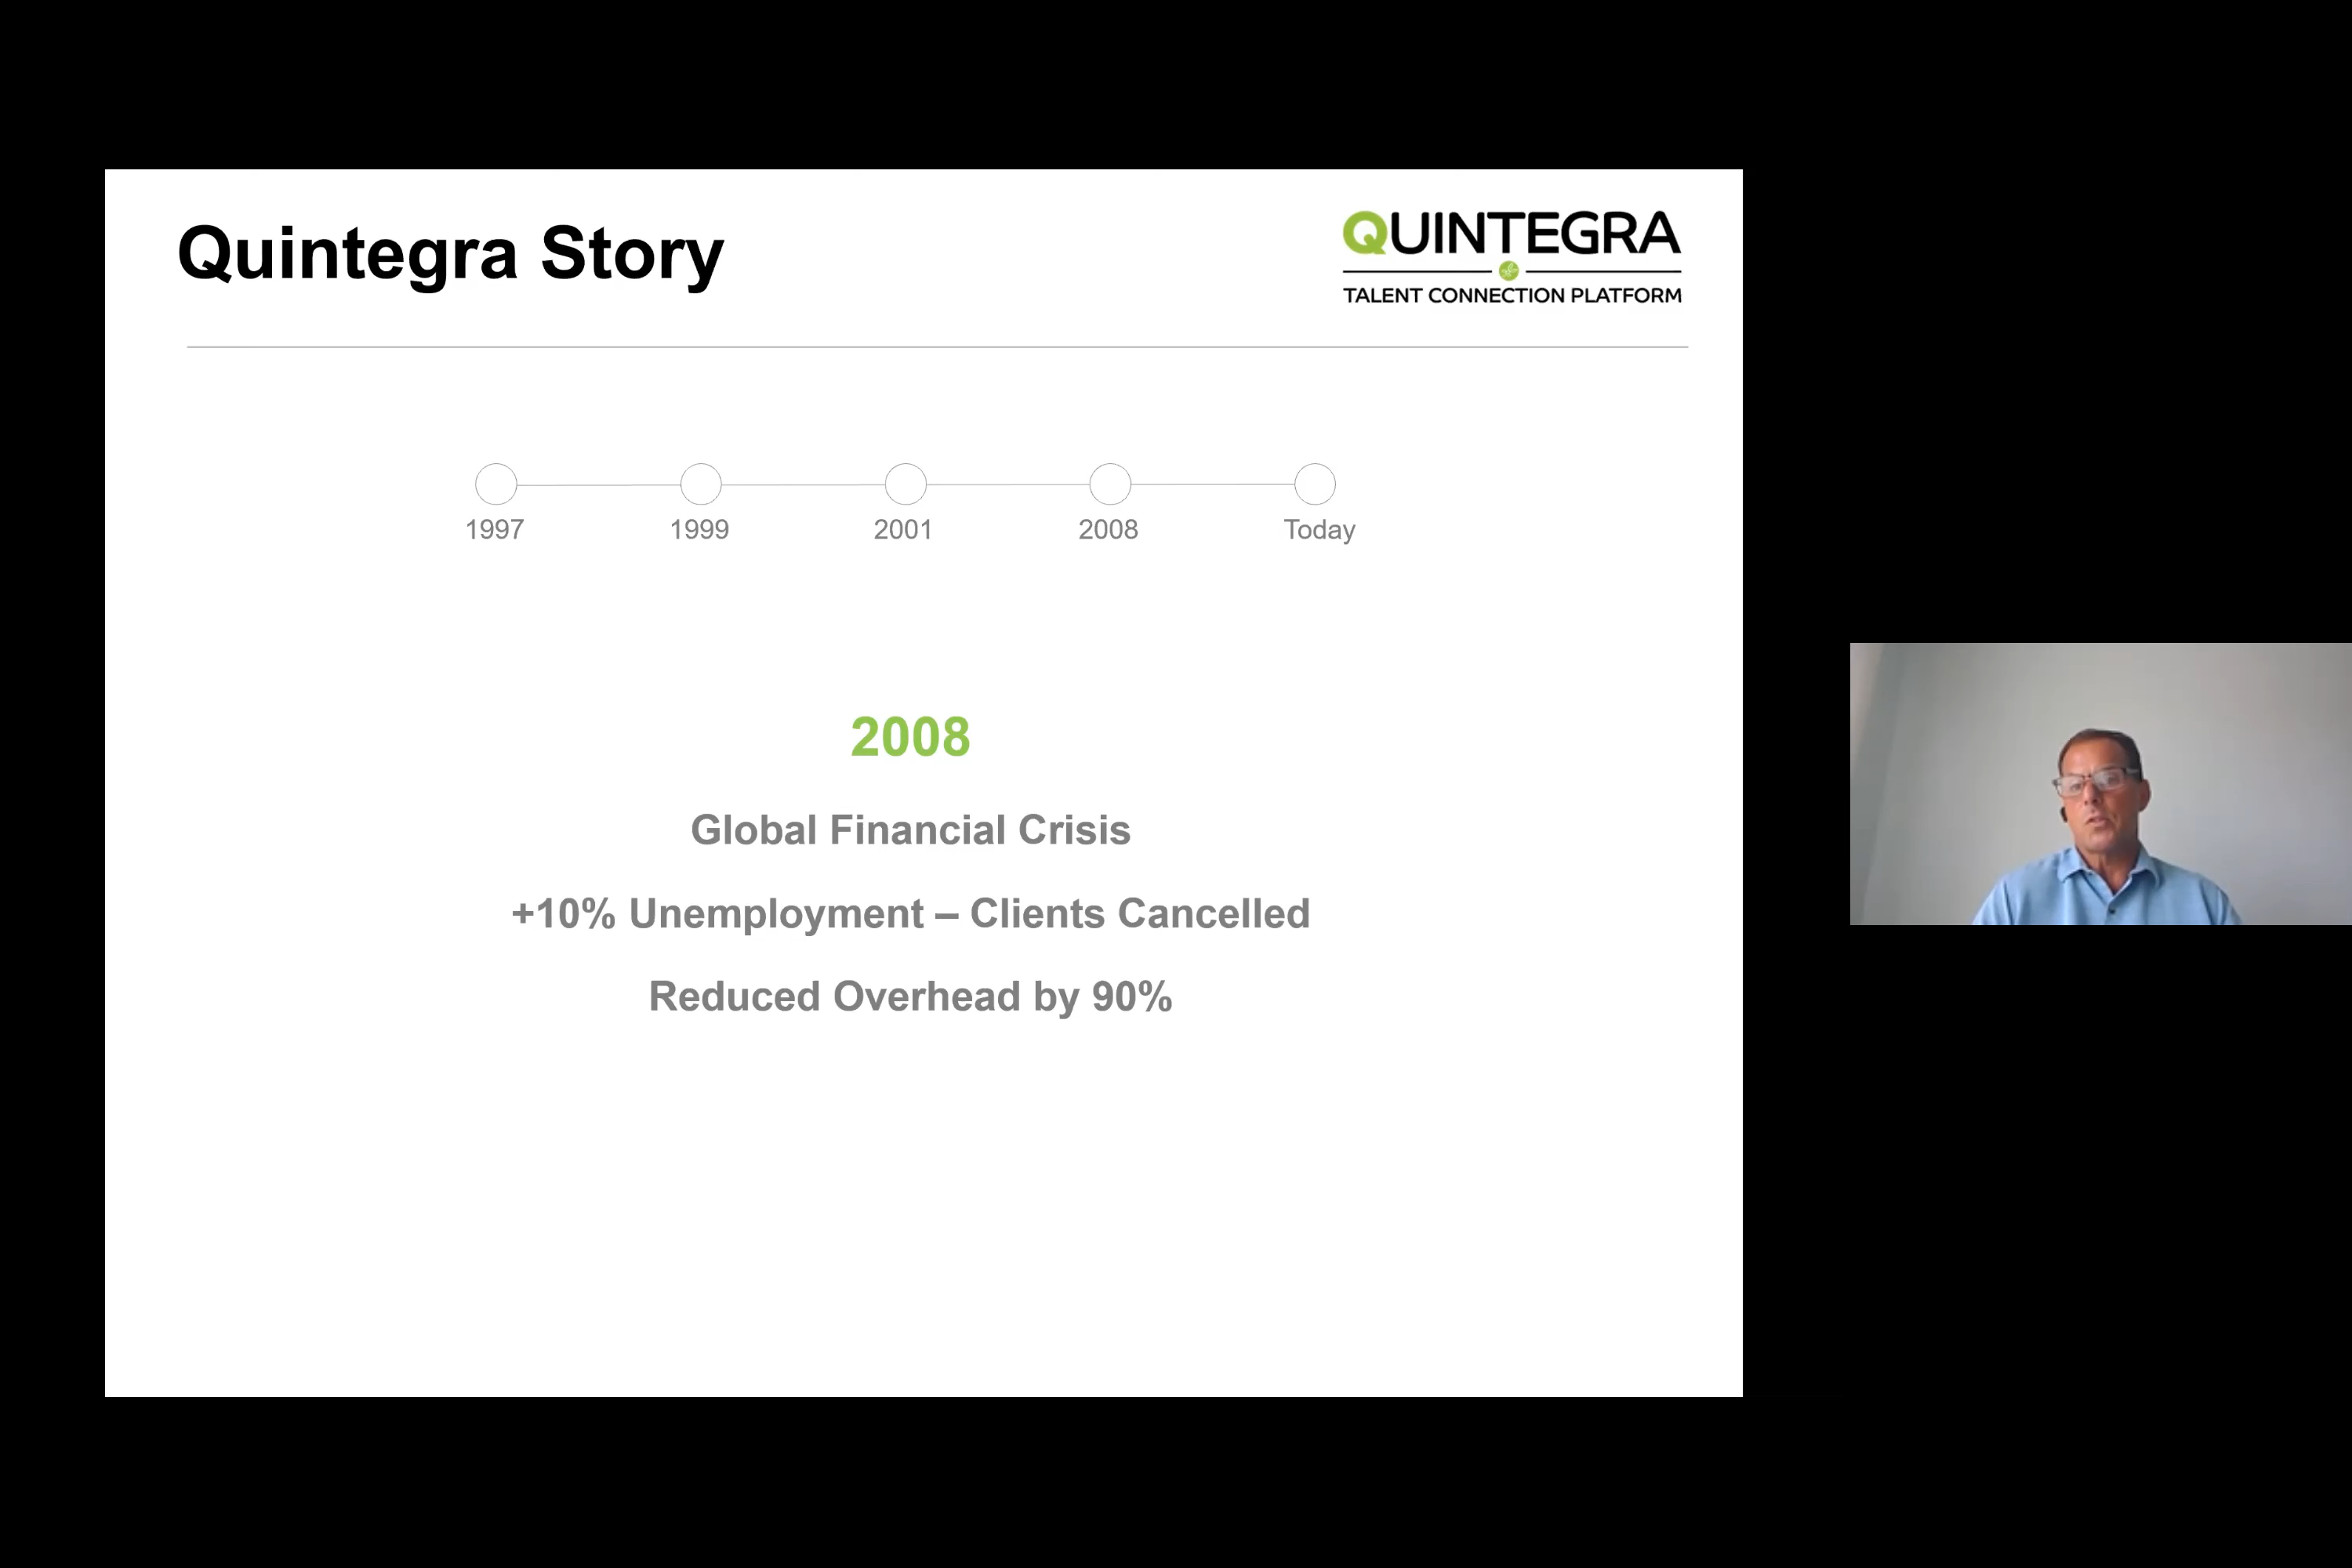 Quintegra Story
QUINTEGRA
TALENT CONNECTION PLATFORM
1997
1999
2001
2008
Today
2008
Global Financial Crisis
+10% Unemployment – Clients Cancelled
Reduced Overhead by 90%